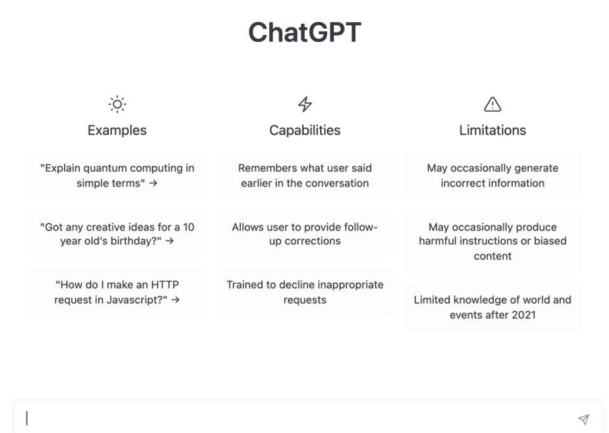 ChatGPT
Examples
"Explain quantum computing in
simple terms" →
"Got any creative ideas for a 10
year old's birthday?" →
"How do I make an HTTP
request in Javascript?" →
Capabilities
Remembers what user said
earlier in the conversation
Allows user to provide follow-
up corrections
Trained to decline inappropriate
requests
Limitations
May occasionally generate
incorrect information
May occasionally produce
harmful instructions or biased
content
Limited knowledge of world and
events after 2021